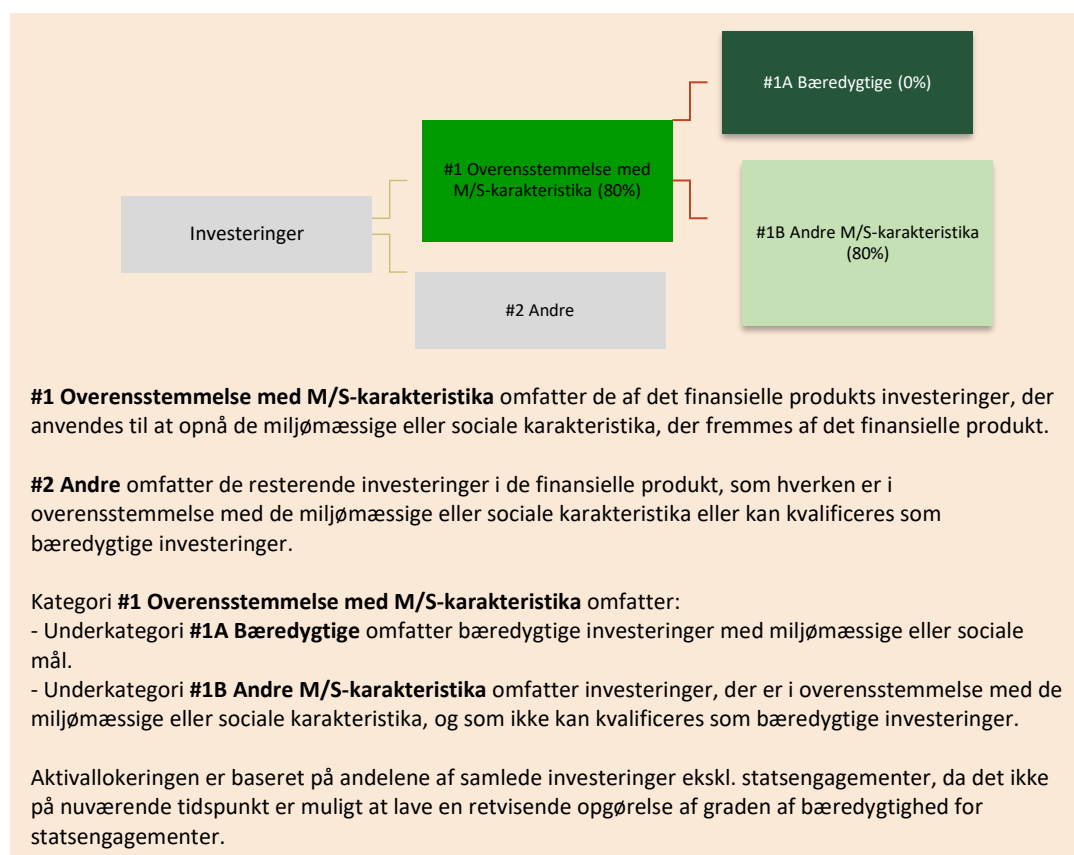 #1A Bæredygtige (0%)
#1 Overensstemmelse med
M/S-karakteristika (80%)
Investeringer
#1B Andre M/S-karakteristika
(80%)
#2 Andre
#1 Overensstemmelse med M/S-karakteristika omfatter de af det finansielle produkts investeringer, der
anvendes til at opnå de miljømæssige eller sociale karakteristika, der fremmes af det finansielle produkt.
#2 Andre omfatter de resterende investeringer i de finansielle produkt, som hverken er i
overensstemmelse med de miljømæssige eller sociale karakteristika eller kan kvalificeres som
bæredygtige investeringer.
Kategori #1 Overensstemmelse med M/S-karakteristika omfatter:
- Underkategori #1A Bæredygtige omfatter bæredygtige investeringer med miljømæssige eller sociale
mål.
- Underkategori #1B Andre M/S-karakteristika omfatter investeringer, der er i overensstemmelse med de
miljømæssige eller sociale karakteristika, og som ikke kan kvalificeres som bæredygtige investeringer.
Aktivallokeringen er baseret på andelene af samlede investeringer ekskl. statsengagementer, da det ikke
på nuværende tidspunkt er muligt at lave en retvisende opgørelse af graden af bæredygtighed for
statsengagementer.